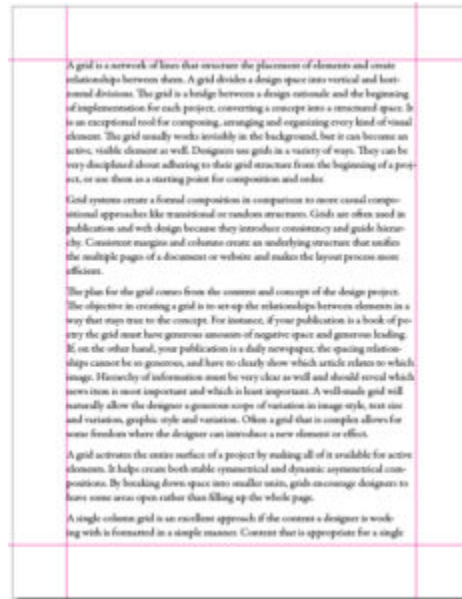 A grid is a network of lines that structure the placement of elements and create
relationships between them. A grid divides a design space into vertical and hori-
zontal divisions. The grid is a bridge between a design rationale and the beginning
of implementation for each project, converting a concept into a structured space. It
is an exceptional tool for composing, arranging and organizing every kind of visual
element. The grid usually works invisibly in the background, but it can become an
active, visible element as well. Designers use grids in a variety of ways. They can be
very disciplined about adhering to their grid structure from the beginning of a proj-
ect, or use them as a starting point for composition and order.
Grid systems create a formal composition in comparison to more casual compo-
sitional approaches like transitional or random structures. Grids are often used in
publication and web design because they introduce consistency and guide hierar-
chy. Consistent margins and columns create an underlying structure that unifies
the multiple pages of a document or website and makes the layout process more
efficient.
The plan for the grid comes from the content and concept of the design project.
The objective in creating a grid is to set-up the relationships between elements in a
way that stays true to the concept. For instance, if your publication is a book of po-
etry the grid must have generous amounts of negative space and generous leading.
If, on the other hand, your publication is a daily newspaper, the spacing relation-
ships cannot be so generous, and have to clearly show which article relates to which
image. Hierarchy of information must be very clear as well and should reveal which
news item is most important and which is least important. A well-made grid will
naturally allow the designer a generous scope of variation in image style, text size
and variation, graphic style and variation. Often a grid that is complex allows for
some freedom where the designer can introduce a new element or effect.
A grid activates the entire surface of a project by making all of it available for active
elements. It helps create both stable symmetrical and dynamic asymmetrical com-
positions. By breaking down space into smaller units, grids encourage designers to
leave some areas open rather than filling up the whole page.
A single column grid is an excellent approach if the content a designer is work-
ing with is formatted in a simple manner. Content that is appropriate for a single